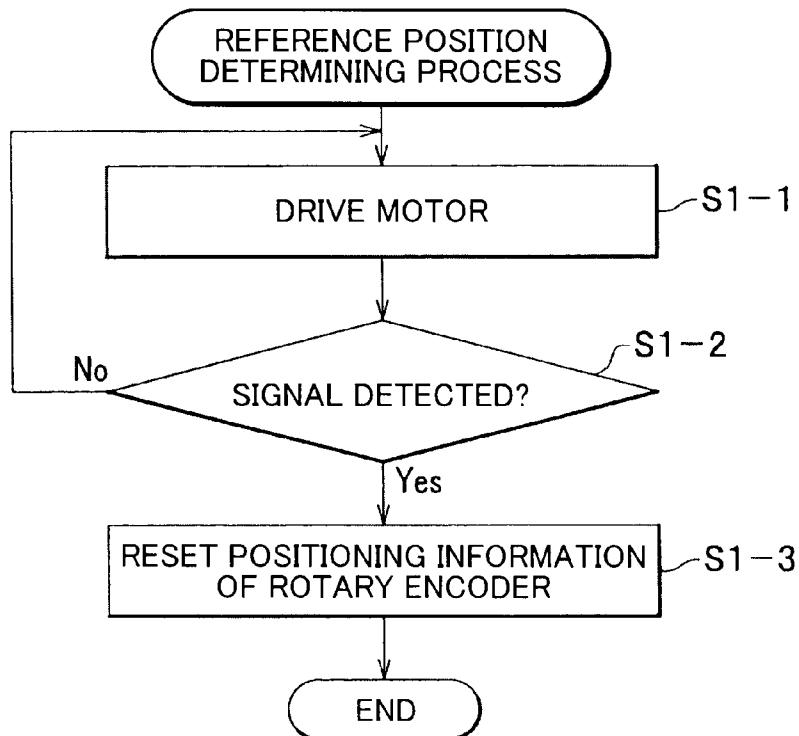 REFERENCE POSITION
DETERMINING PROCESS
DRIVE MOTOR
S1-1
S1-2
No
SIGNAL DETECTED?
Yes
RESET POSITIONING INFORMATION
OF ROTARY ENCODER
S1-3
END